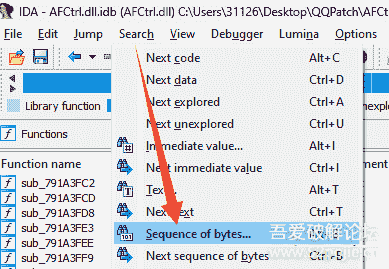 IDA - AFCtrl.dll.idb (AFCtrl.dll) C:\Users\31126\Desktop\QQPatch\AFCt
File Edit Jump Search View Debugger Lumina Options
Next code Alt+C
Library function
Next data Ctrl+D
Next explored Ctrl+A
Next unexplored Ctrl+U
Functions
Immediate value... Alt+I
Function name
Next immediate value Ctrl+I
sub_791A3FC2
Text... Alt+T
sub_791A3FCD
Next text Ctrl+T
sub_791A3FD8
Sequence of bytes... Alt+B
sub_791A3FE3
Next sequence of bytes Ctrl+B
sub_791A3FEE
sub_791A3FF9
吾爱破解论坛